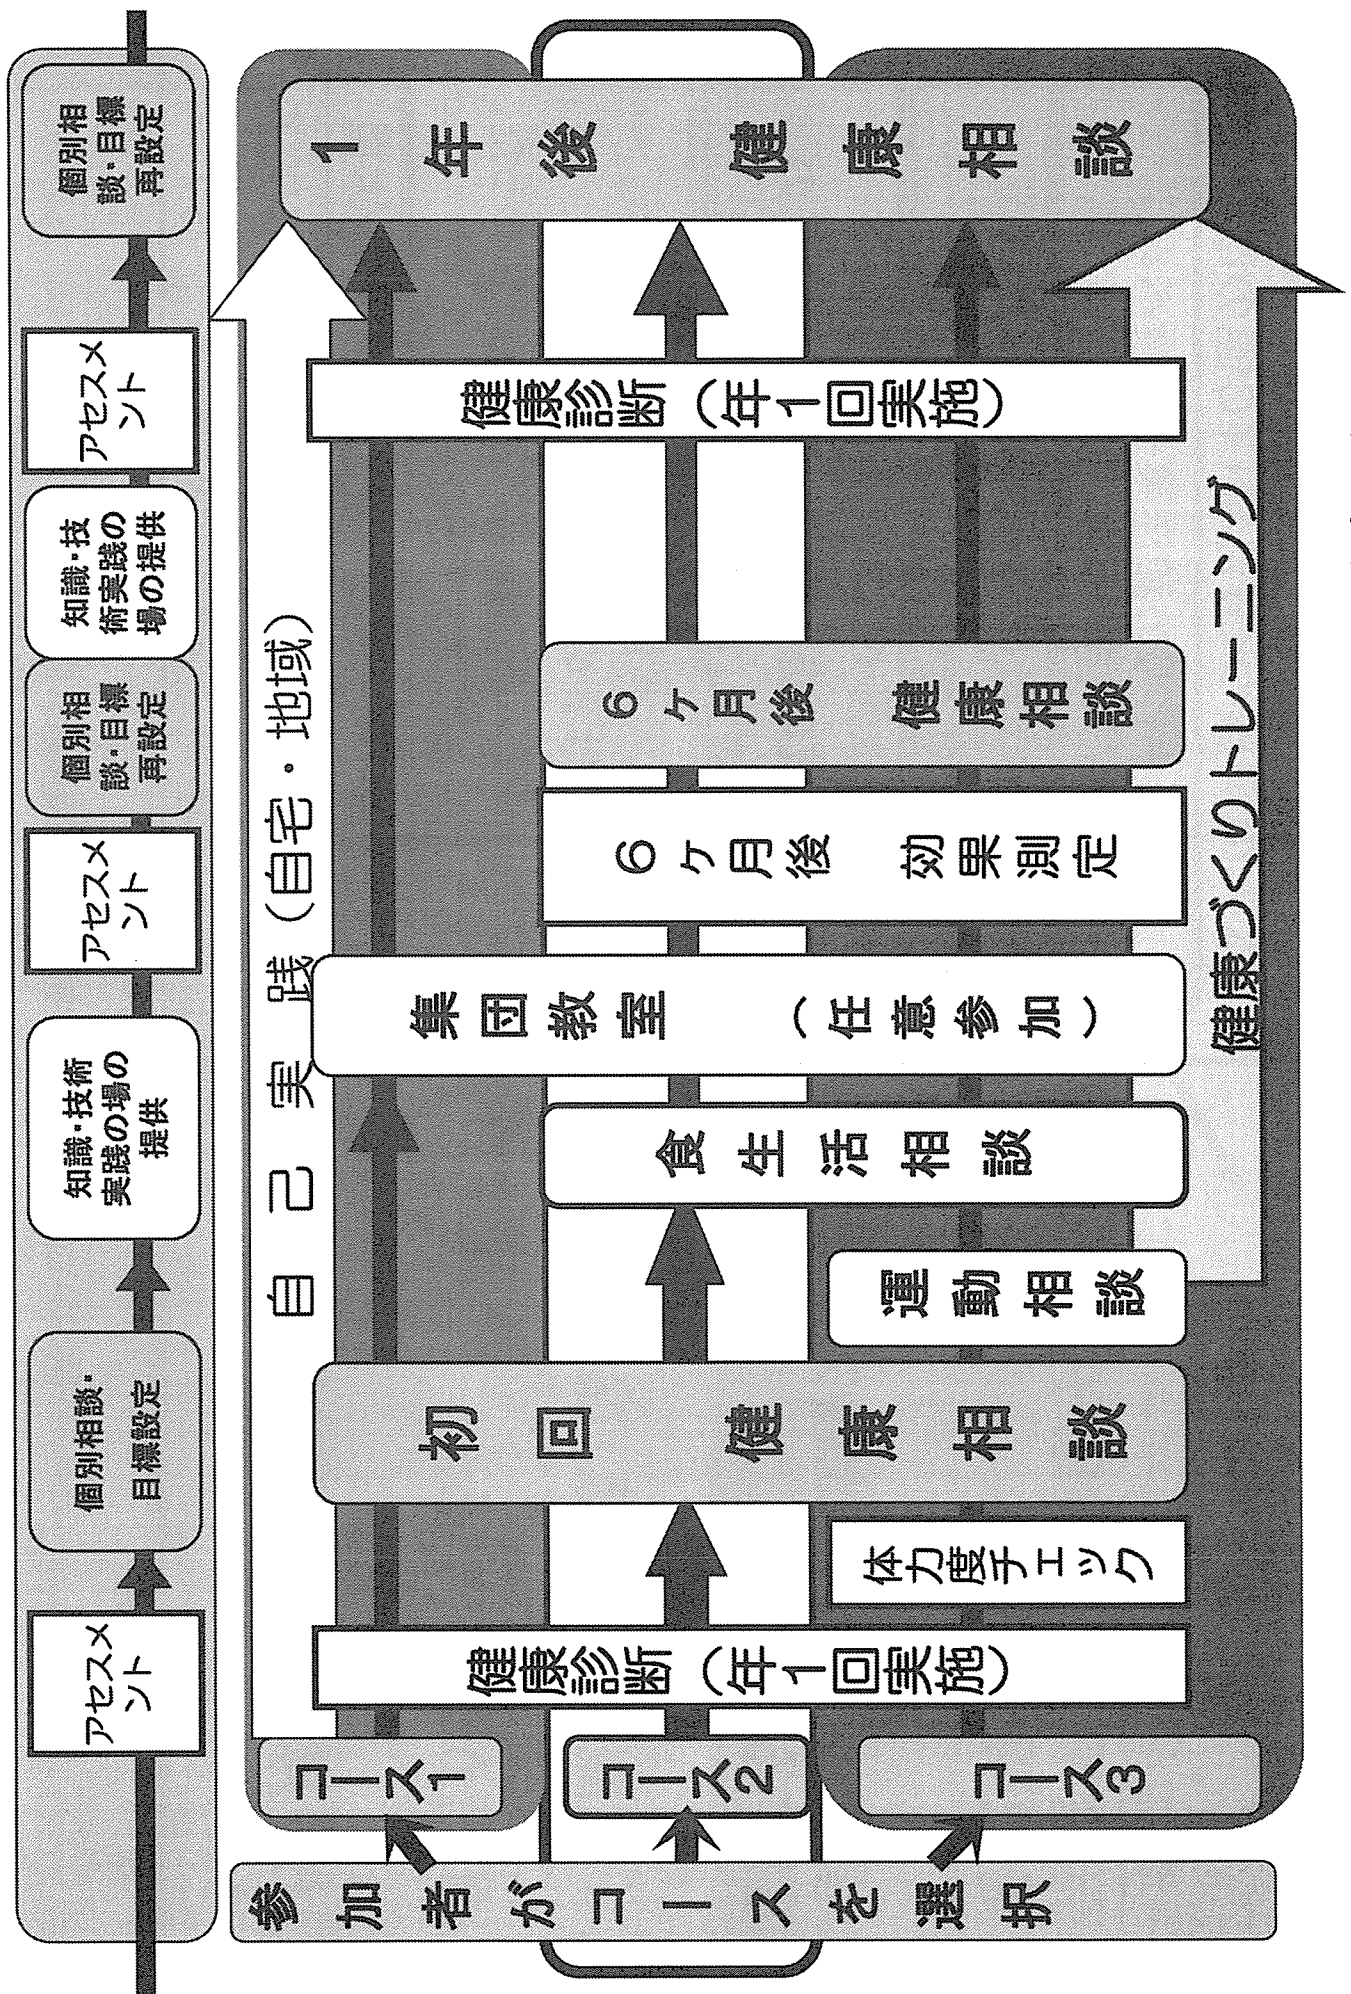 アセスメ
ント
個別相談・
目標設定
知識・技術
実践の場の
提供
アセスメ
ント
個別相
談・目標
再設定
知識・技
術実践の
場の提供
アセスメ
ント
個別相
談・目標
再設定
参加者がコースを選択
コース1
コース2
コース3
自己実践（自宅・地域）
健康診断（年1回実施）
体力度チェック
初回 健康相談
運動相談
食生活相談
集団教室 （任意参加）
6ヶ月後 効果測定
6ヶ月後 健康相談
健康づくりトレーニング
健康診断（年1回実施）
1年後 健康相談